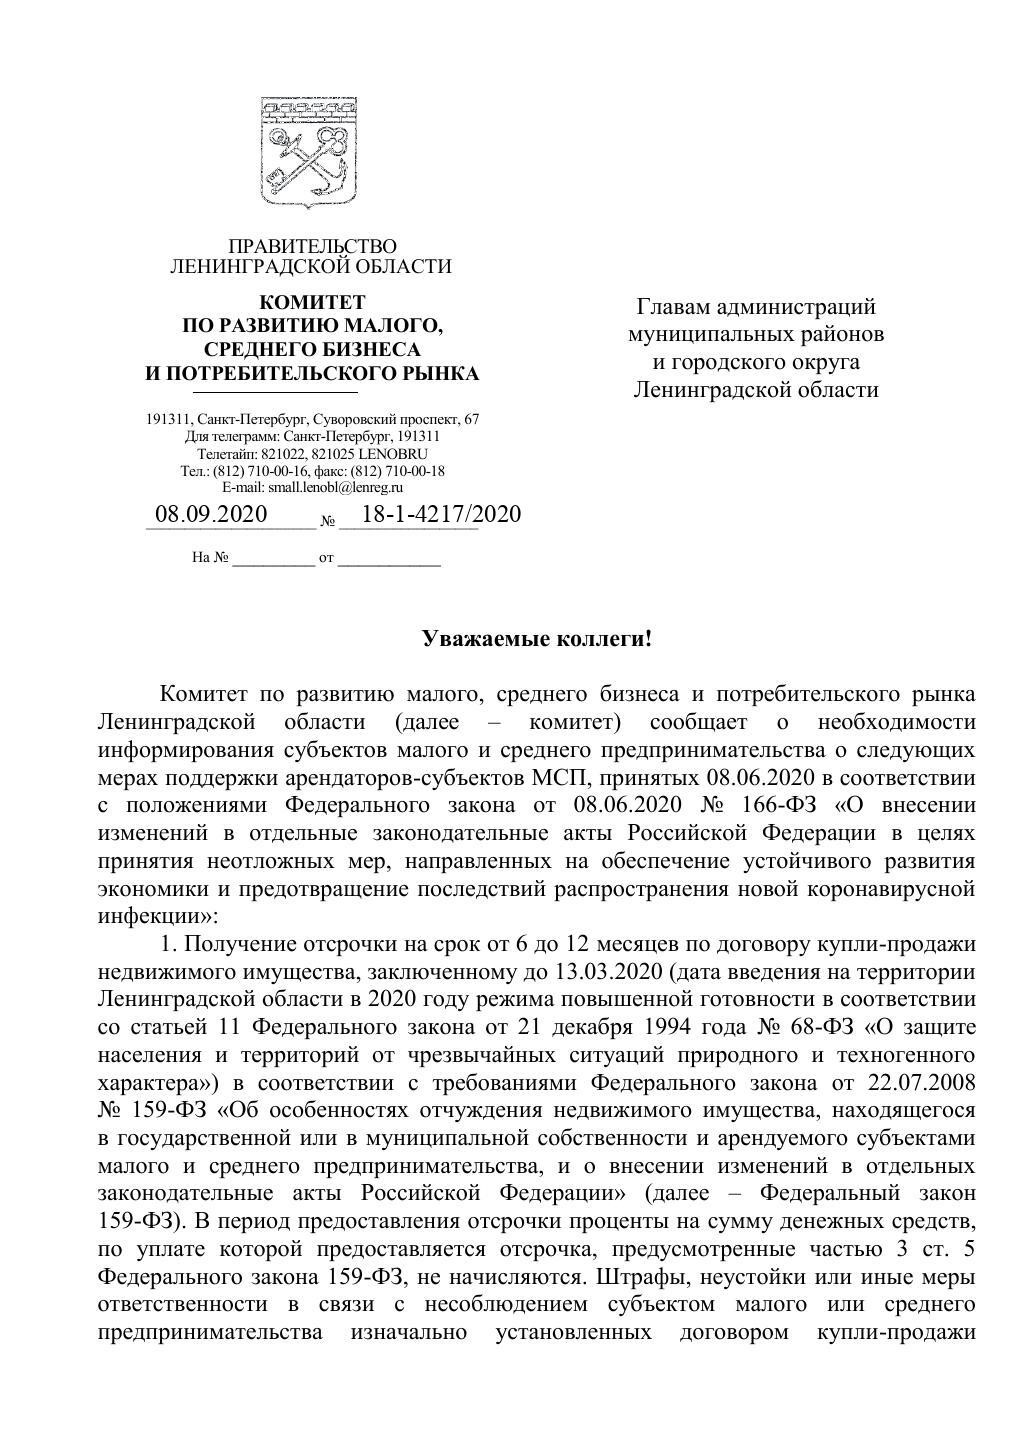 ПРАВИТЕЛЬСТВО
ЛЕНИНГРАДСКОЙ ОБЛАСТИ
КОМИТЕТ
ПО РАЗВИТИЮ МАЛОГО,
СРЕДНЕГО БИЗНЕСА
И ПОТРЕБИТЕЛЬСКОГО РЫНКА
191311, Санкт-Петербург, Суворовский проспект, 67
Для телеграмм: Санкт-Петербург, 191311
Телетайп: 821022, 821025 LENOBRU
Тел.: (812) 710-00-16, факс: (812) 710-00-18
E-mail: small.lenobl@lenreg.ru
08.09.2020 № 18-1-4217/2020
На № __________ от ____________
Главам администраций
муниципальных районов
и городского округа
Ленинградской области
Уважаемые коллеги!
Комитет по развитию малого, среднего бизнеса и потребительского рынка
Ленинградской области (далее – комитет) сообщает о необходимости
информирования субъектов малого и среднего предпринимательства о следующих
мерах поддержки арендаторов-субъектов МСП, принятых 08.06.2020 в соответствии
с положениями Федерального закона от 08.06.2020 № 166-ФЗ «О внесении
изменений в отдельные законодательные акты Российской Федерации в целях
принятия неотложных мер, направленных на обеспечение устойчивого развития
экономики и предотвращение последствий распространения новой коронавирусной
инфекции»:
1. Получение отсрочки на срок от 6 до 12 месяцев по договору купли-продажи
недвижимого имущества, заключенному до 13.03.2020 (дата введения на территории
Ленинградской области в 2020 году режима повышенной готовности в соответствии
со статьей 11 Федерального закона от 21 декабря 1994 года № 68-ФЗ «О защите
населения и территорий от чрезвычайных ситуаций природного и техногенного
характера») в соответствии с требованиями Федерального закона от 22.07.2008
№ 159-ФЗ «Об особенностях отчуждения недвижимого имущества, находящегося
в государственной или в муниципальной собственности и арендуемого субъектами
малого и среднего предпринимательства, и о внесении изменений в отдельных
законодательные акты Российской Федерации» (далее – Федеральный закон
159-ФЗ). В период предоставления отсрочки проценты на сумму денежных средств,
по уплате которой предоставляется отсрочка, предусмотренные частью 3 ст. 5
Федерального закона 159-ФЗ, не начисляются. Штрафы, неустойки или иные меры
ответственности в связи с несоблюдением субъектом малого или среднего
предпринимательства изначально установленных договором купли-продажи